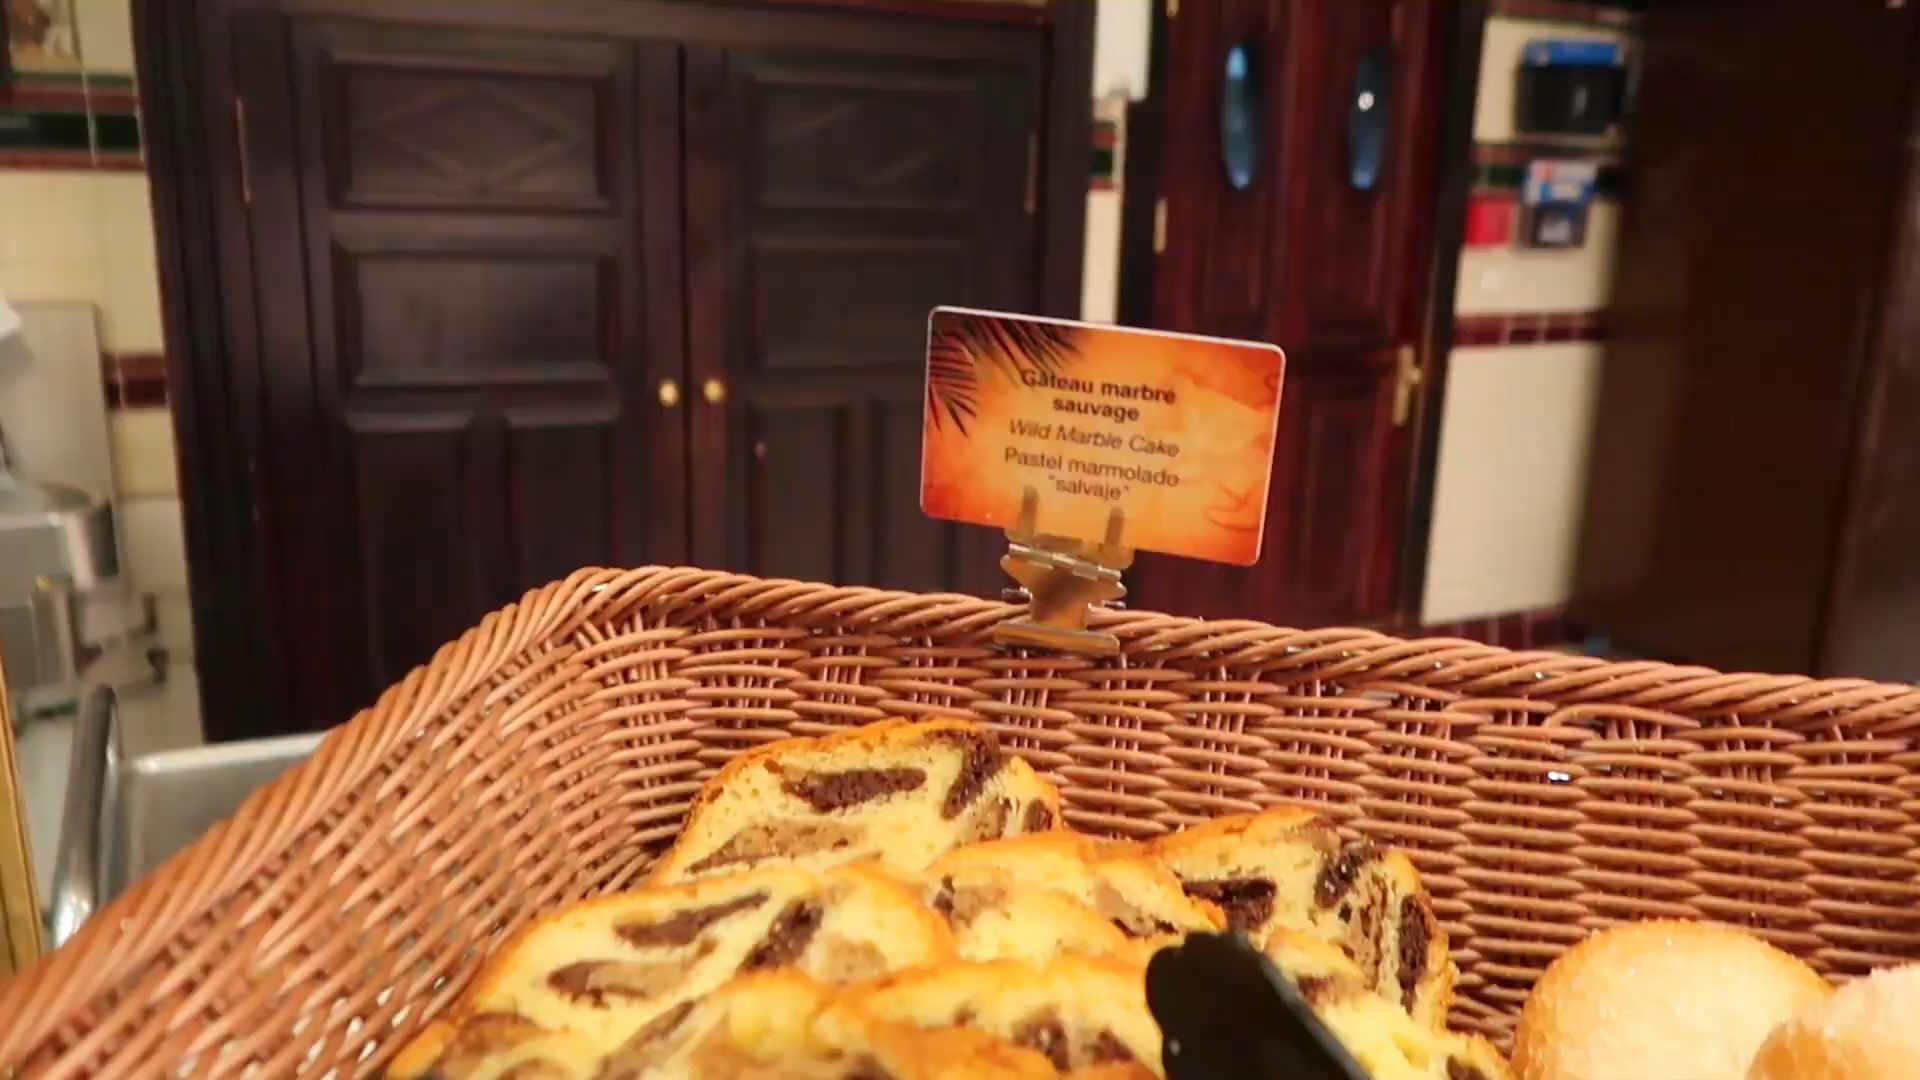 Gâteau marbré
sauvage
Wild Marble Cake
Pastel marmolado
"salvaje"